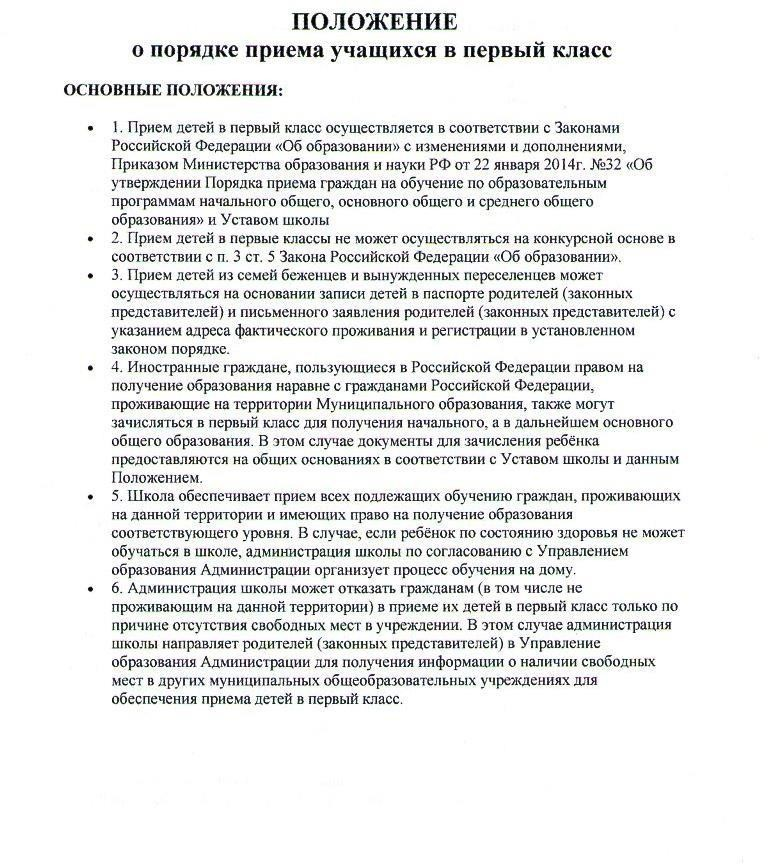 ПОЛОЖЕНИЕ
о порядке приема учащихся в первый класс
ОСНОВНЫЕ ПОЛОЖЕНИЯ:
• 1. Прием детей в первый класс осуществляется в соответствии с Законами
Российской Федерации «Об образовании» с изменениями и дополнениями,
Приказом Министерства образования и науки РФ от 22 января 2014г. №32 «Об
утверждении Порядка приема граждан на обучение по образовательным
программам начального общего, основного общего и среднего общего
образования» и Уставом школы
• 2. Прием детей в первые классы не может осуществляться на конкурсной основе в
соответствии с п. 3 ст. 5 Закона Российской Федерации «Об образовании».
• 3. Прием детей из семей беженцев и вынужденных переселенцев может
осуществляться на основании записи детей в паспорте родителей (законных
представителей) и письменного заявления родителей (законных представителей) с
указанием адреса фактического проживания и регистрации в установленном
законом порядке.
• 4. Иностранные граждане, пользующиеся в Российской Федерации правом на
получение образования наравне с гражданами Российской Федерации,
проживающие на территории Муниципального образования, также могут
зачисляться в первый класс для получения начального, а в дальнейшем основного
общего образования. В этом случае документы для зачисления ребёнка
предоставляются на общих основаниях в соответствии с Уставом школы и данным
Положением.
• 5. Школа обеспечивает прием всех подлежащих обучению граждан, проживающих
на данной территории и имеющих право на получение образования
соответствующего уровня. В случае, если ребёнок по состоянию здоровья не может
обучаться в школе, администрация школы по согласованию с Управлением
образования Администрации организует процесс обучения на дому.
• 6. Администрация школы может отказать гражданам (в том числе не
проживающим на данной территории) в приеме их детей в первый класс только по
причине отсутствия свободных мест в учреждении. В этом случае администрация
школы направляет родителей (законных представителей) в Управление
образования Администрации для получения информации о наличии свободных
мест в других муниципальных общеобразовательных учреждениях для
обеспечения приема детей в первый класс.